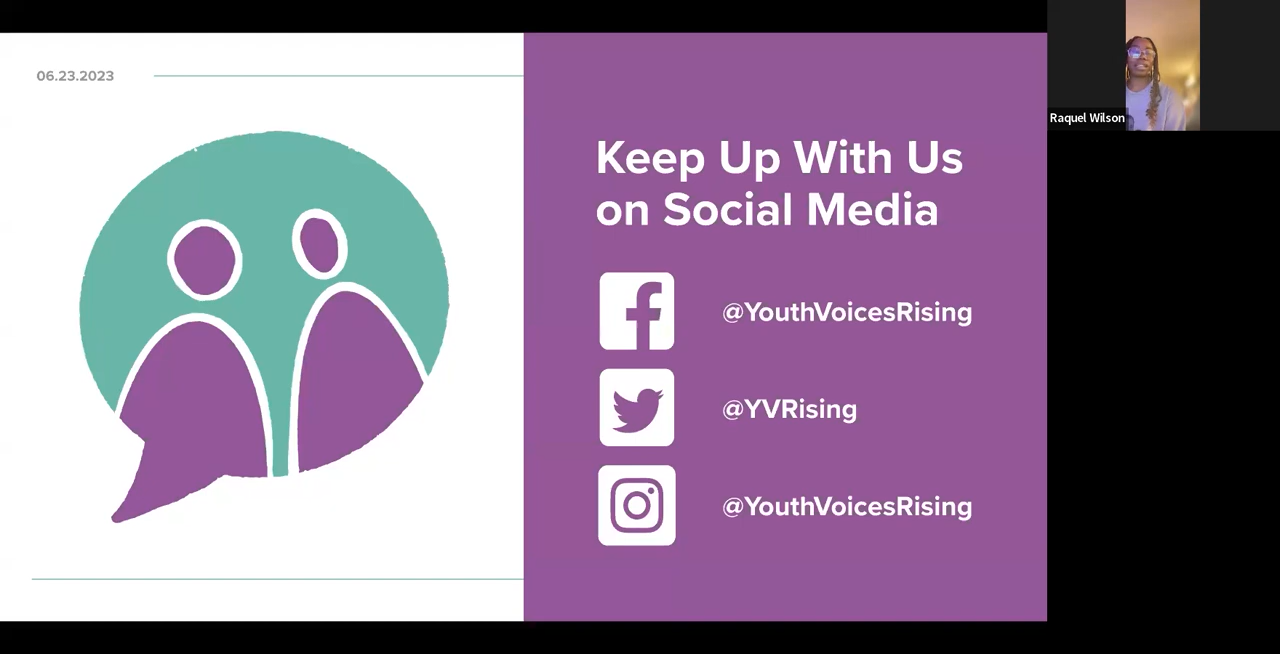 06.23.2023
Keep Up With Us
on Social Media
@YouthVoicesRising
@YVRising
@YouthVoicesRising
Raquel Wilson